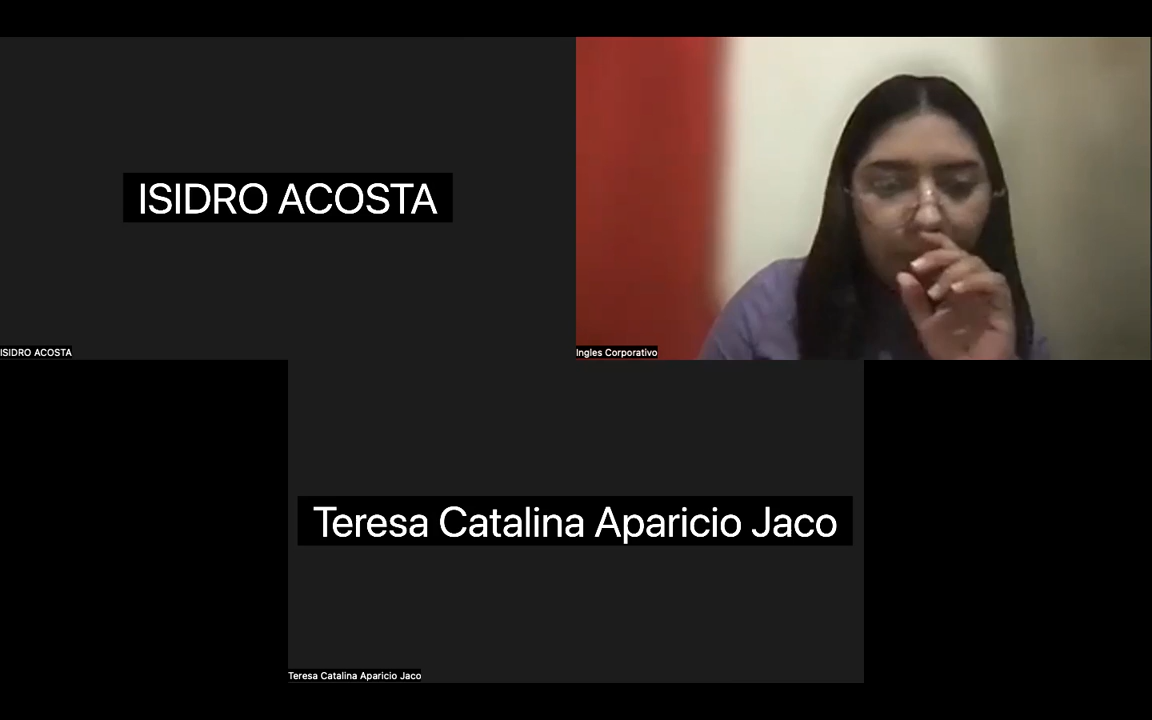 ISIDRO ACOSTA
ISIDRO ACOSTA
Ingles Corporativo
Teresa Catalina Aparicio Jaco
Teresa Catalina Aparicio Jaco